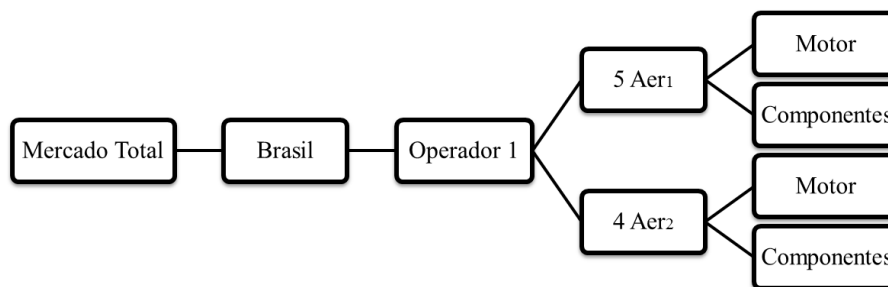 Mercado Total
Brasil
Operador 1
5 Aer1
Motor
Componentes
4 Aer2
Motor
Componentes